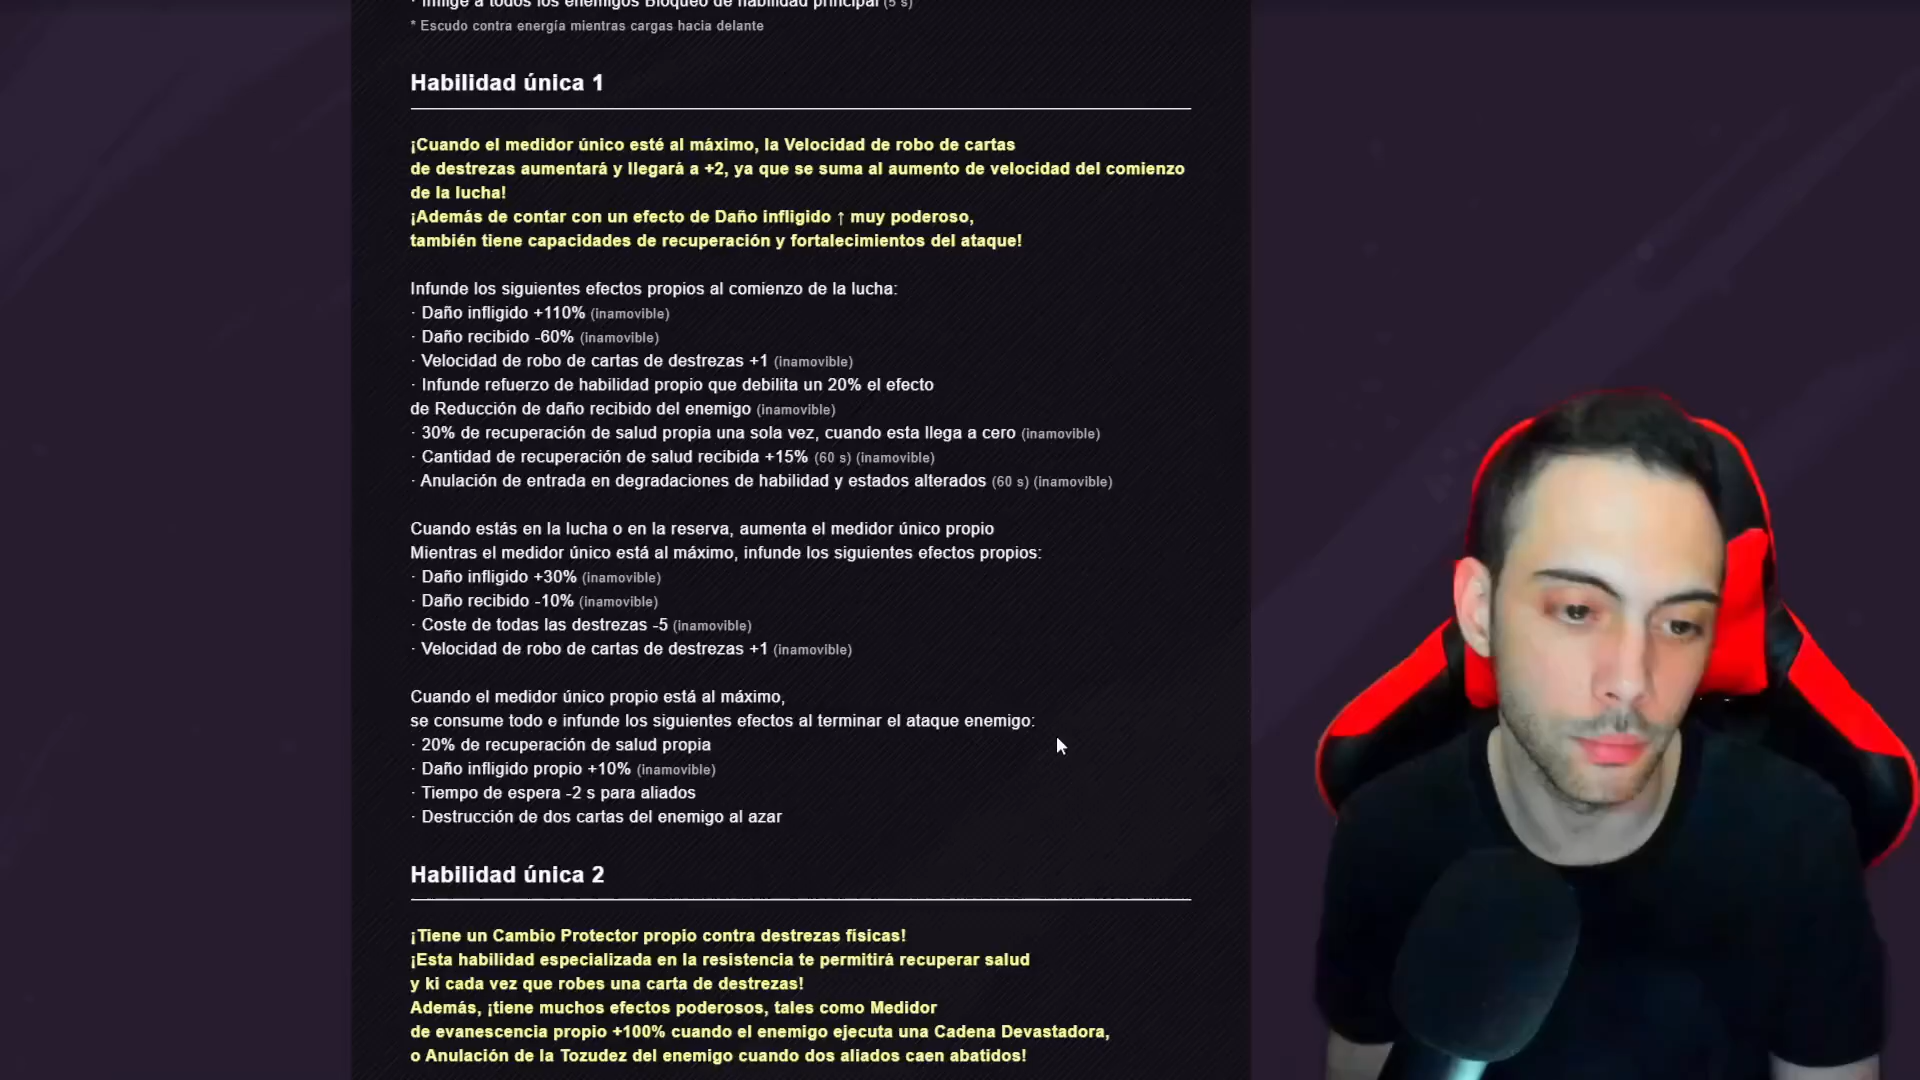 · Inflige a todos los enemigos Bloqueo de habilidad principal (5 s)
* Escudo contra energía mientras cargas hacia delante
Habilidad única 1
¡Cuando el medidor único esté al máximo, la Velocidad de robo de cartas
de destrezas aumentará y llegará a +2, ya que se suma al aumento de velocidad del comienzo
de la lucha!
¡Además de contar con un efecto de Daño infligido ↑ muy poderoso,
también tiene capacidades de recuperación y fortalecimientos del ataque!
Infunde los siguientes efectos propios al comienzo de la lucha:
· Daño infligido +110% (inamovible)
· Daño recibido -60% (inamovible)
· Velocidad de robo de cartas de destrezas +1 (inamovible)
· Infunde refuerzo de habilidad propio que debilita un 20% el efecto
de Reducción de daño recibido del enemigo (inamovible)
· 30% de recuperación de salud propia una sola vez, cuando esta llega a cero (inamovible)
· Cantidad de recuperación de salud recibida +15% (60 s) (inamovible)
· Anulación de entrada en degradaciones de habilidad y estados alterados (60 s) (inamovible)
Cuando estás en la lucha o en la reserva, aumenta el medidor único propio
Mientras el medidor único está al máximo, infunde los siguientes efectos propios:
· Daño infligido +30% (inamovible)
· Daño recibido -10% (inamovible)
· Coste de todas las destrezas -5 (inamovible)
· Velocidad de robo de cartas de destrezas +1 (inamovible)
Cuando el medidor único propio está al máximo,
se consume todo e infunde los siguientes efectos al terminar el ataque enemigo:
· 20% de recuperación de salud propia
· Daño infligido propio +10% (inamovible)
· Tiempo de espera -2 s para aliados
· Destrucción de dos cartas del enemigo al azar
Habilidad única 2
¡Tiene un Cambio Protector propio contra destrezas físicas!
¡Esta habilidad especializada en la resistencia te permitirá recuperar salud
y ki cada vez que robes una carta de destrezas!
Además, ¡tiene muchos efectos poderosos, tales como Medidor
de evanescencia propio +100% cuando el enemigo ejecuta una Cadena Devastadora,
o Anulación de la Tozudez del enemigo cuando dos aliados caen abatidos!